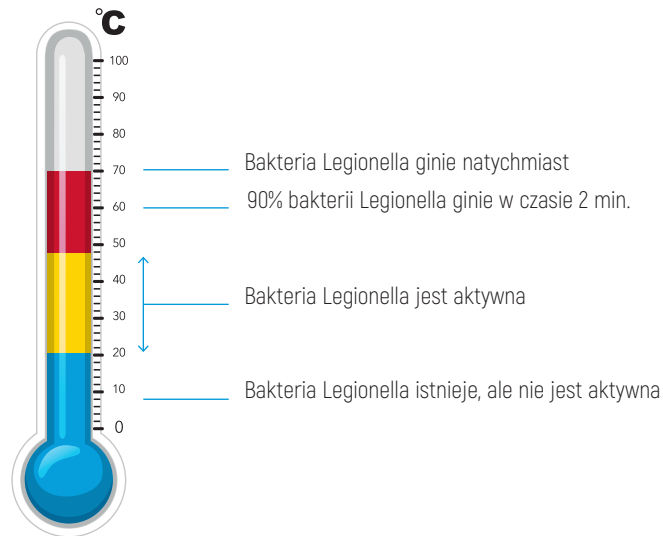 °C
100
90
80
70
Bakteria Legionella ginie natychmiast
60
90% bakterii Legionella ginie w czasie 2 min.
50
40
Bakteria Legionella jest aktywna
30
20
10
Bakteria Legionella istnieje, ale nie jest aktywna
0